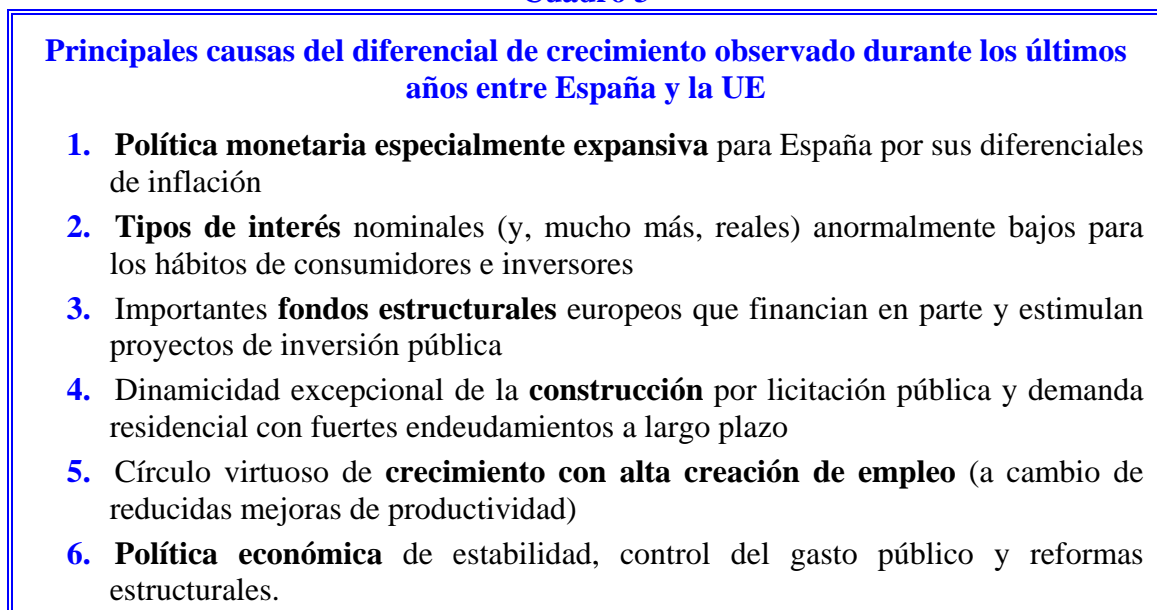 Principales causas del diferencial de crecimiento observado durante los últimos
años entre España y la UE
1. Política monetaria especialmente expansiva para España por sus diferenciales
de inflación
2. Tipos de interés nominales (y, mucho más, reales) anormalmente bajos para
los hábitos de consumidores e inversores
3. Importantes fondos estructurales europeos que financian en parte y estimulan
proyectos de inversión pública
4. Dinamicidad excepcional de la construcción por licitación pública y demanda
residencial con fuertes endeudamientos a largo plazo
5. Círculo virtuoso de crecimiento con alta creación de empleo (a cambio de
reducidas mejoras de productividad)
6. Política económica de estabilidad, control del gasto público y reformas
estructurales.